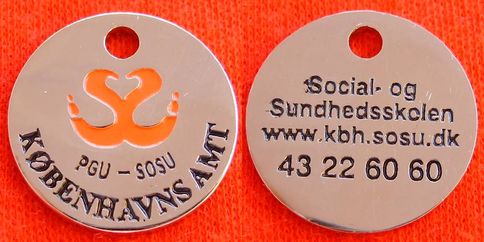 PGU - SOSU
KØBENHAVNS AMT
Social- og
Sundhedsskolen
www.kbh.sosu.dk
43 22 60 60